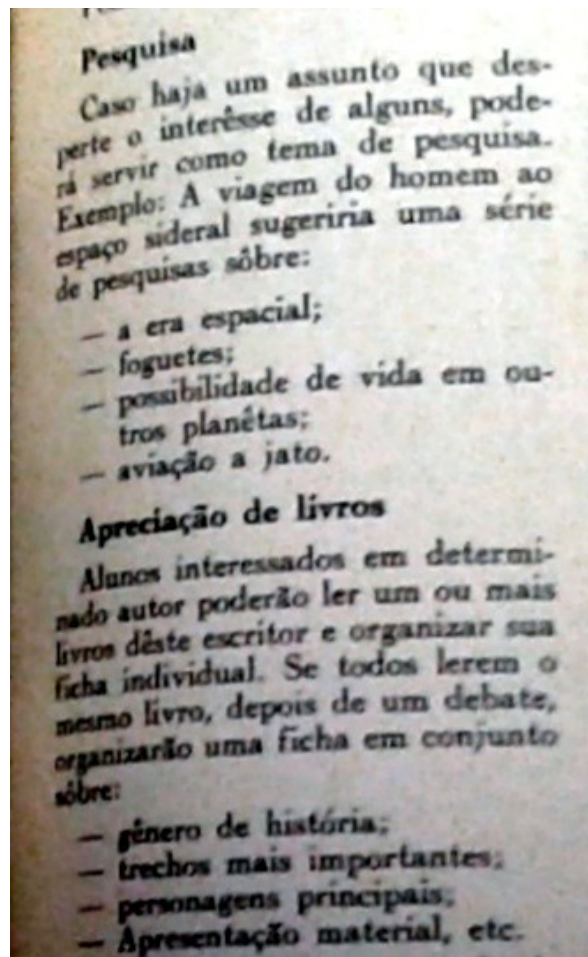 Pesquisa
Caso haja um assunto que des-
perte o interêsse de alguns, pode-
rá servir como tema de pesquisa.
Exemplo: A viagem do homem ao
espaço sideral sugeriria uma série
de pesquisas sôbre:
— a era espacial;
— foguetes;
— possibilidade de vida em ou-
tros planêtas;
— aviação a jato.
Apreciação de livros
Alunos interessados em determi-
nado autor poderão ler um ou mais
livros dêste escritor e organizar sua
ficha individual. Se todos lerem o
mesmo livro, depois de um debate,
organizarão uma ficha em conjunto
sôbre:
— gênero de história;
— trechos mais importantes;
— personagens principais;
— Apresentação material, etc.